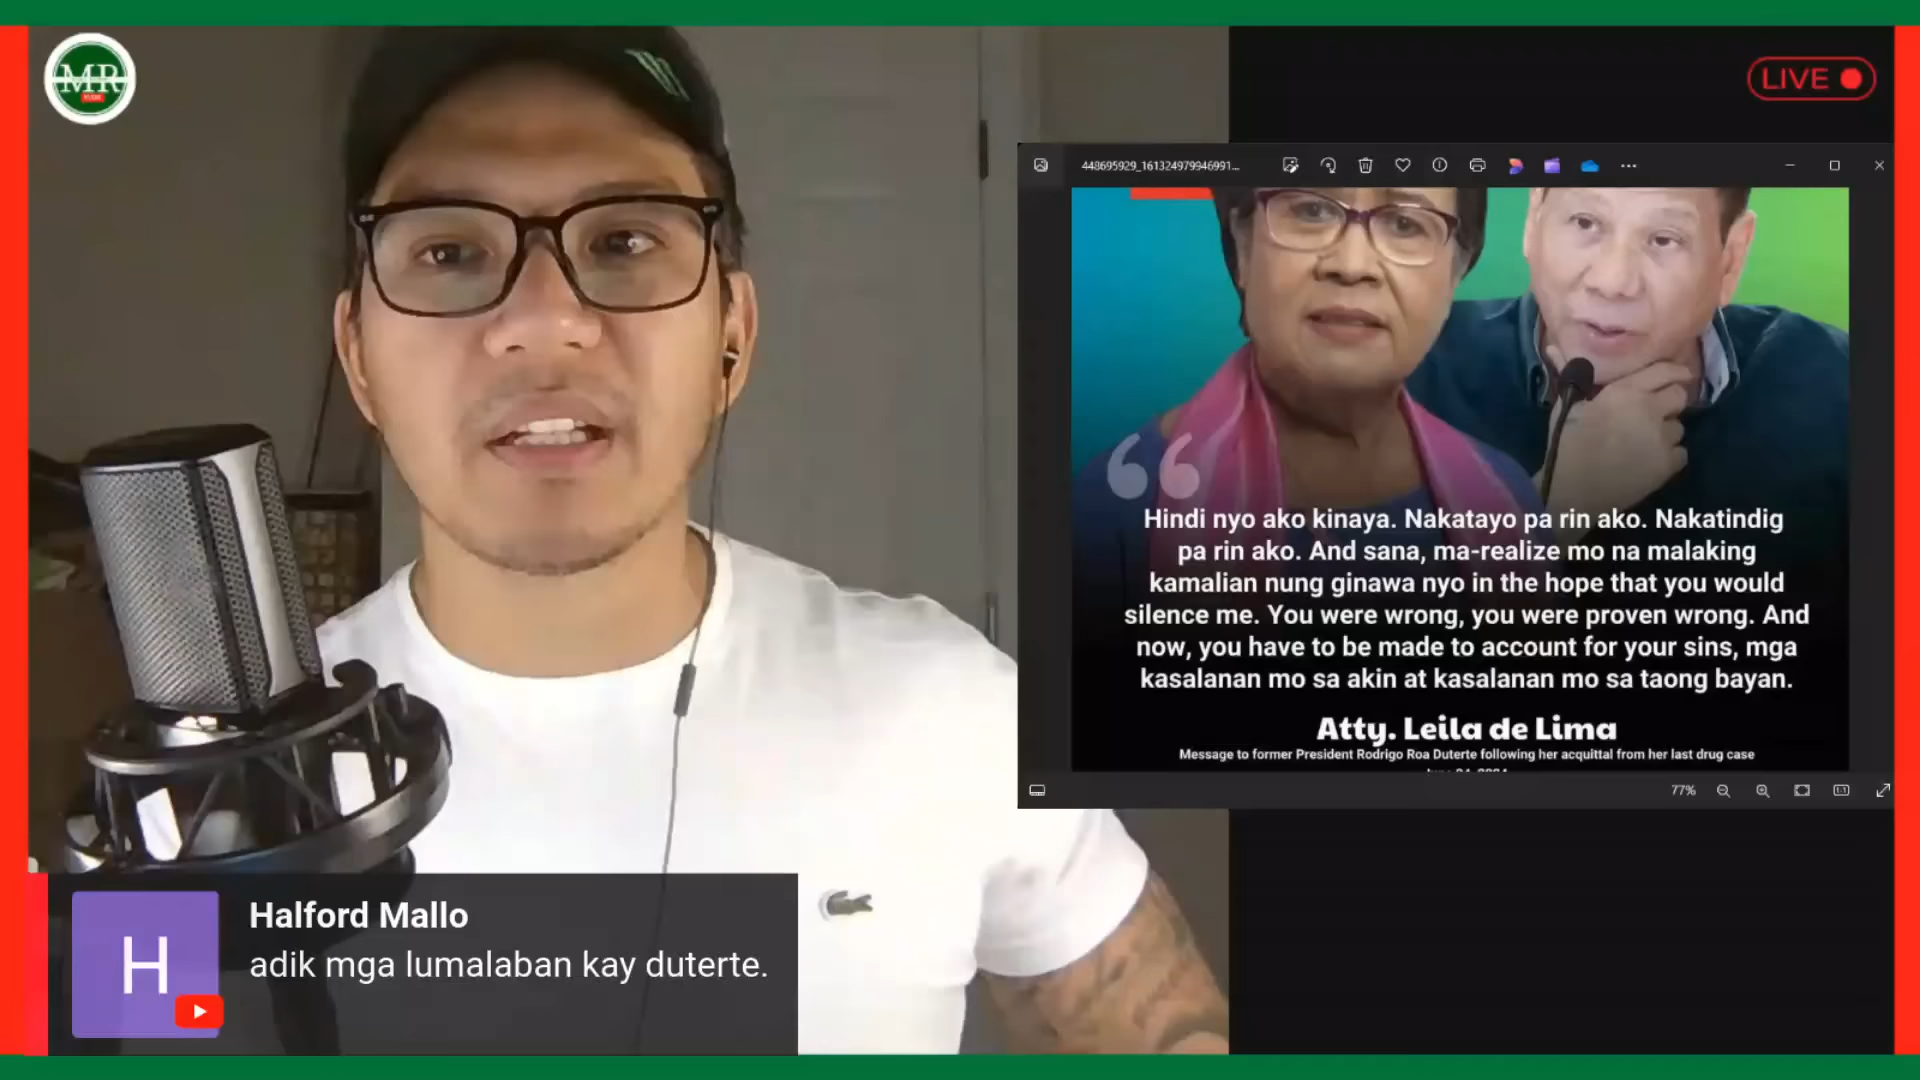 MR
LIVE
448695929_161324979946991...
Hindi nyo ako kinaya. Nakatayo pa rin ako. Nakatindig
pa rin ako. And sana, ma-realize mo na malaking
kamalian nung ginawa nyo in the hope that you would
silence me. You were wrong, you were proven wrong. And
now, you have to be made to account for your sins, mga
kasalanan mo sa akin at kasalanan mo sa taong bayan.
Atty. Leila de Lima
Message to former President Rodrigo Roa Duterte following her acquittal from her last drug case
77%
H
Halford Mallo
adik mga lumalaban kay duterte.